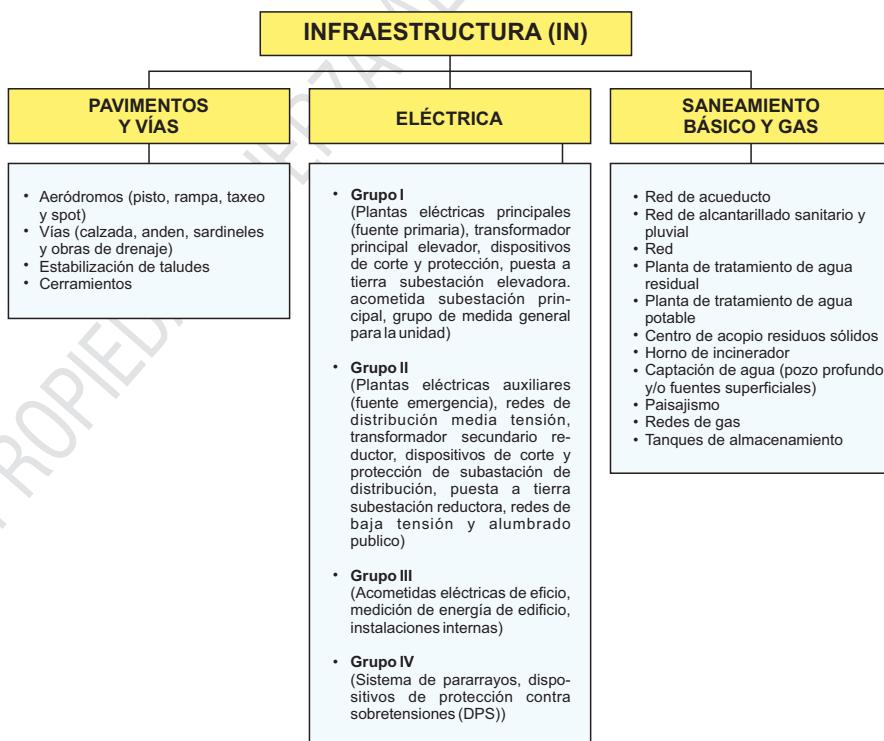 INFRAESTRUCTURA (IN)
PAVIMENTOS
Y VÍAS
• Aeródromos (pisto, rampa, taxeo
y spot)
• Vías (calzada, anden, sardineles
y obras de drenaje)
• Estabilización de taludes
• Cerramientos
ELÉCTRICA
• Grupo I
(Plantas eléctricas principales
(fuente primaria), transformador
principal elevador, dispositivos
de corte y protección, puesta a
tierra subestación elevadora.
acometida subestación prin-
cipal, grupo de medida general
para la unidad)
• Grupo II
(Plantas eléctricas auxiliares
(fuente emergencia), redes de
distribución media tensión,
transformador secundario re-
ductor, dispositivos de corte y
protección de subastación de
distribución, puesta a tierra
subestación reductora, redes de
baja tensión y alumbrado
publico)
• Grupo III
(Acometidas eléctricas de eficio,
medición de energía de edificio,
instalaciones internas)
• Grupo IV
(Sistema de pararrayos, dispo-
sitivos de protección contra
sobretensiones (DPS))
SANEAMIENTO
BÁSICO Y GAS
• Red de acueducto
• Red de alcantarillado sanitario y
pluvial
• Red
• Planta de tratamiento de agua
residual
• Planta de tratamiento de agua
potable
• Centro de acopio residuos sólidos
• Horno de incinerador
• Captación de agua (pozo profundo
y/o fuentes superficiales)
• Paisajismo
• Redes de gas
• Tanques de almacenamiento